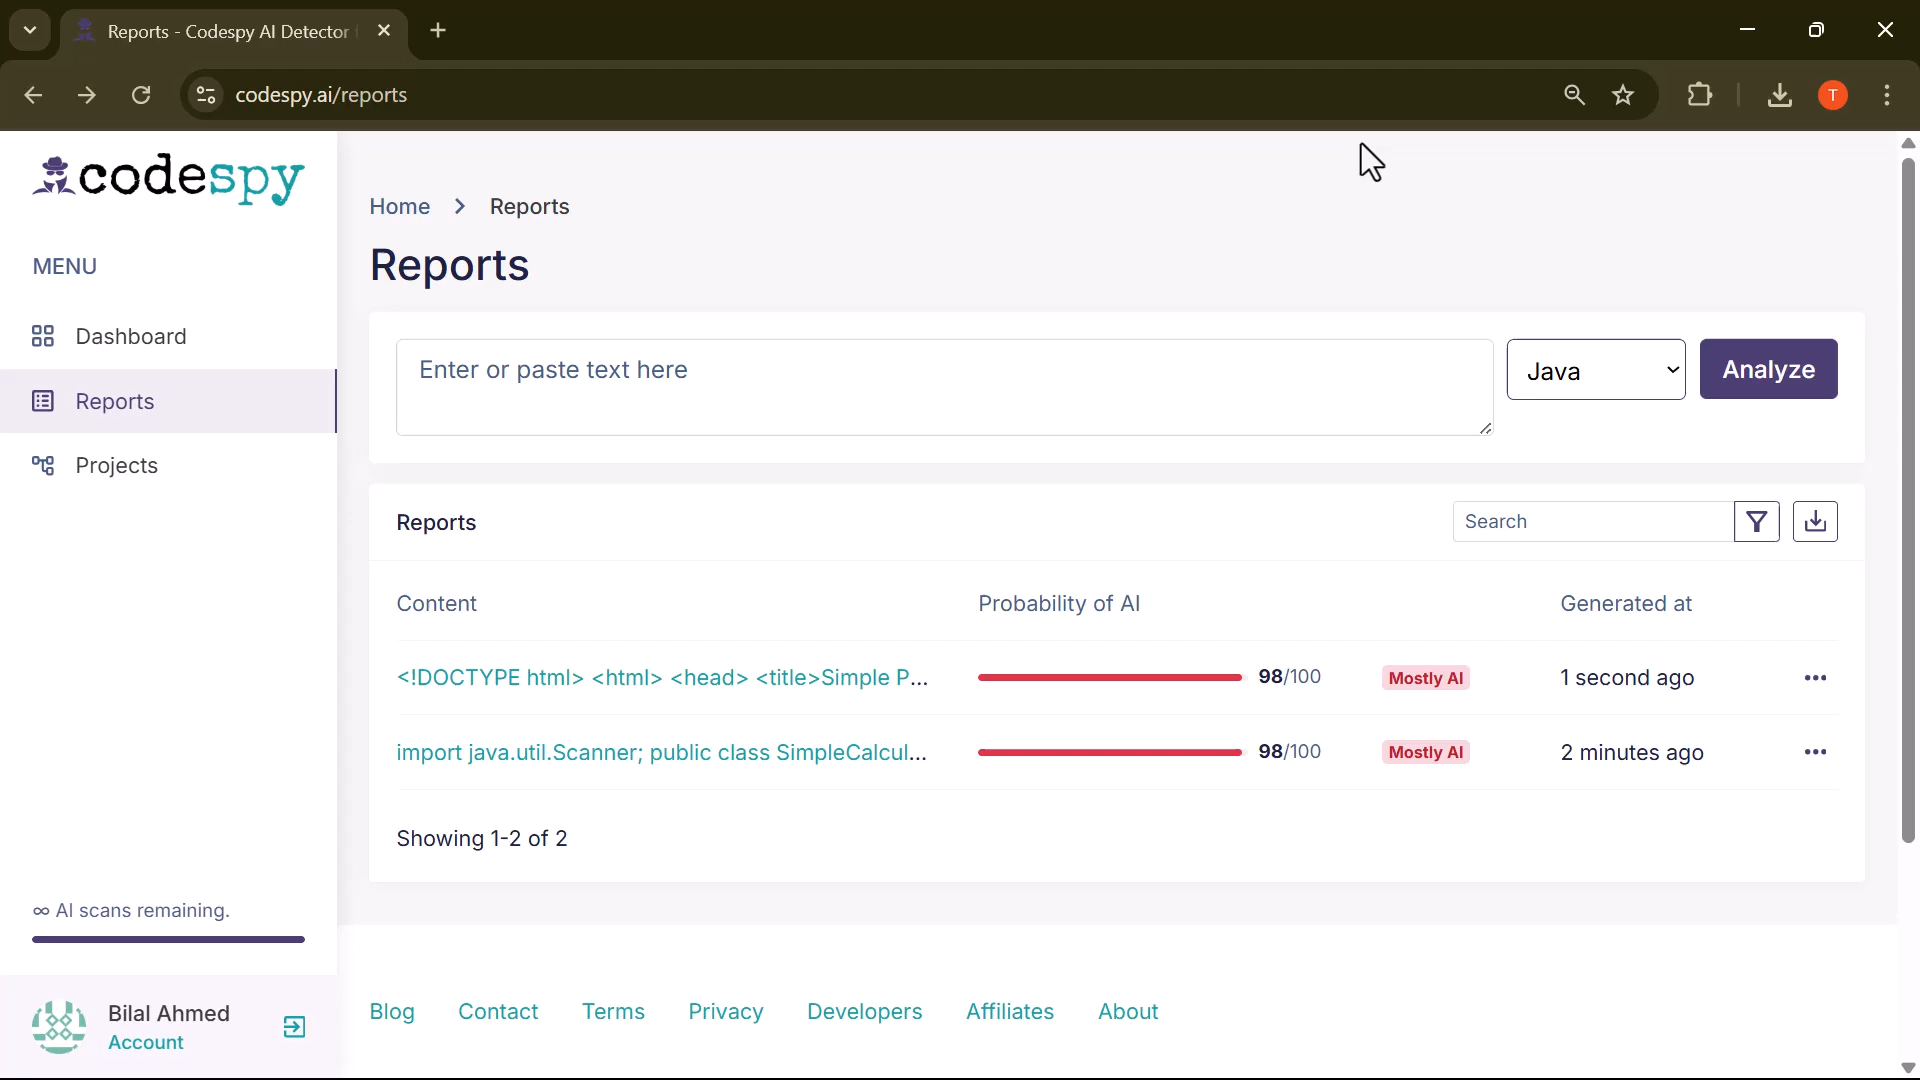 Reports - Codespy AI Detector
codespy.ai/reports
T
codespy
MENU
Dashboard
Reports
Projects
∞ AI scans remaining.
Bilal Ahmed
Account
Home > Reports
Reports
Enter or paste text here
Java
Analyze
Reports
Search
Content Probability of AI Generated at
<!DOCTYPE html> <html> <head> <title>Simple P... 98/100 Mostly AI 1 second ago
import java.util.Scanner; public class SimpleCalcul... 98/100 Mostly AI 2 minutes ago
Showing 1-2 of 2
Blog Contact Terms Privacy Developers Affiliates About